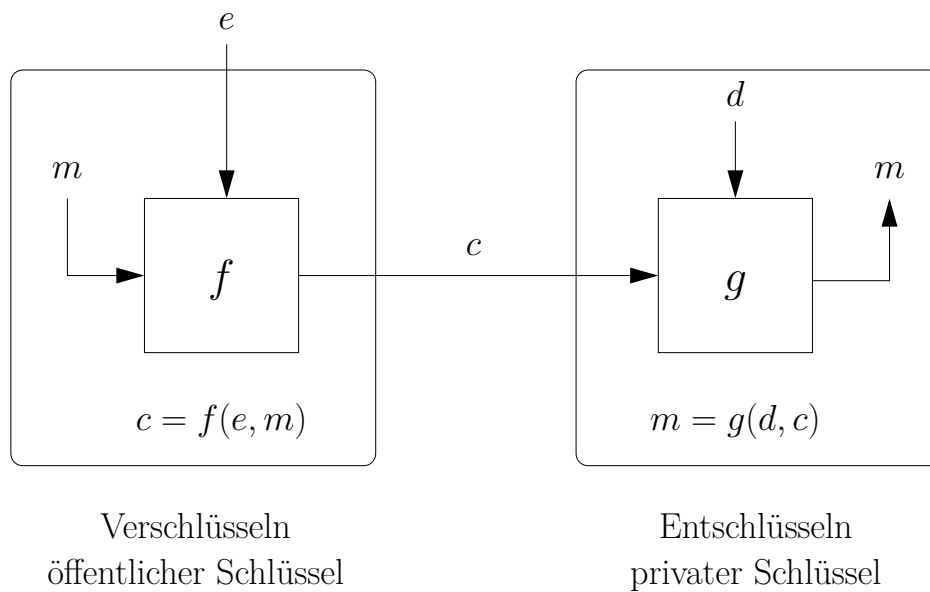 e
d
m
m
c
f
g
c = f(e, m)
m = g(d, c)
Verschlüsseln
öffentlicher Schlüssel
Entschlüsseln
privater Schlüssel